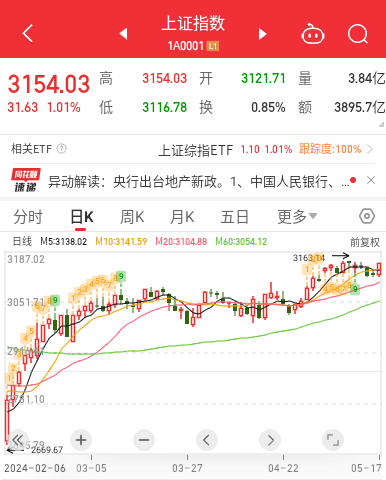 上证指数
1A0001 L1
3154.03
31.63 1.01%
高 3154.03 开 3121.71 量 3.84亿
低 3116.78 换 0.85% 额 3895.7亿
相关ETF ? 上证综指ETF 1.10 1.01% 跟踪度:100%
同花顺
速递
异动解读：央行出台地产新政。1、中国人民银行、...
分时 日K 周K 月K 五日 更多
日线 M5:3138.02 M10:3141.59 M20:3104.88 M60:3054.12 前复权
3187.02
3163.14
3051.71
2669.67
2024-02-06 03-05 03-27 04-22 05-17